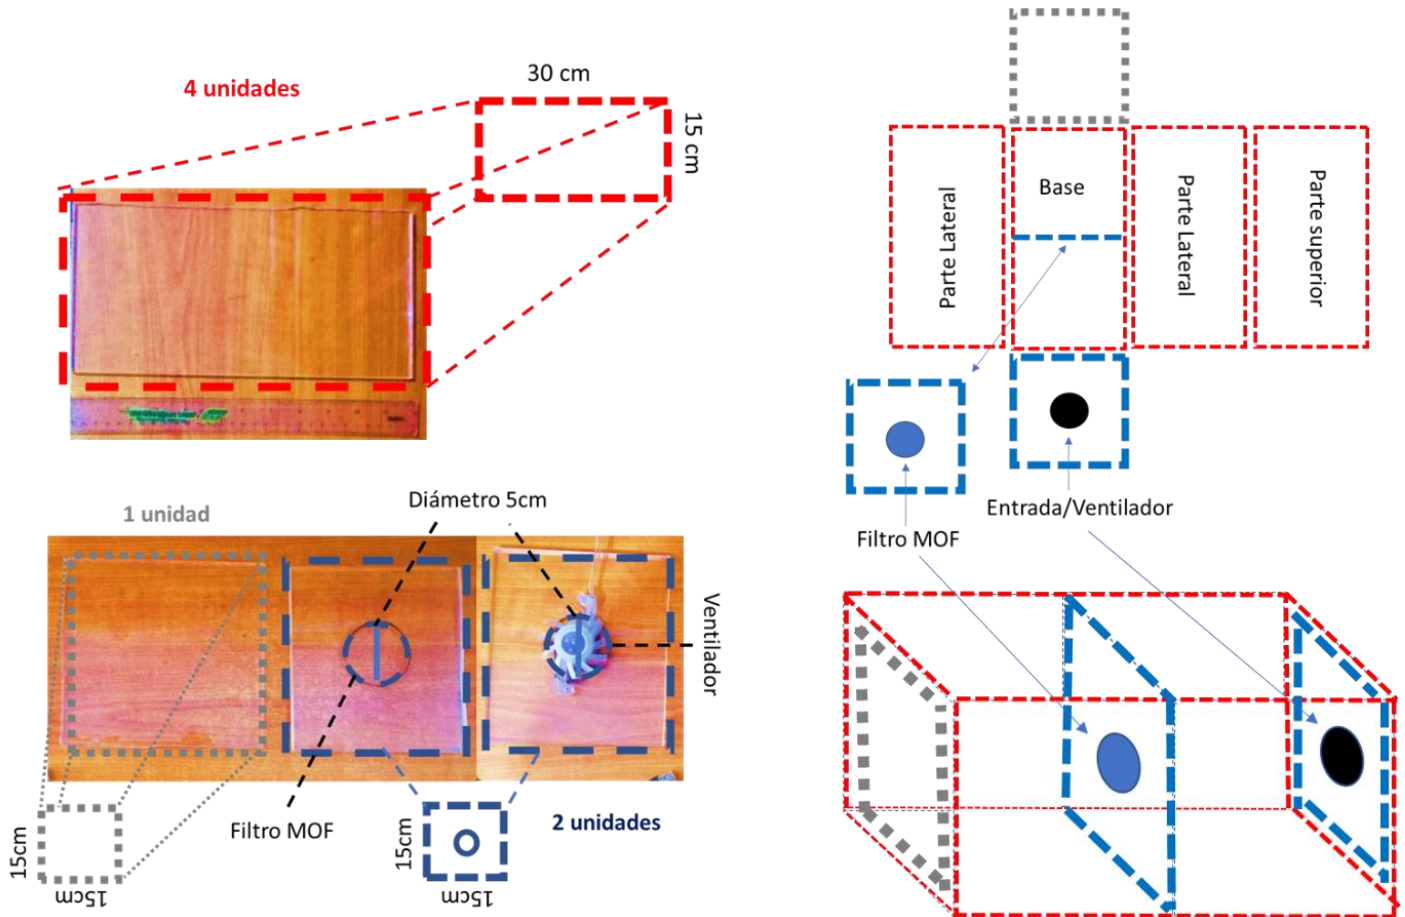 4 unidades
30 cm
15 cm
Parte Lateral
Base
Parte Lateral
Parte superior
Diámetro 5cm
1 unidad
Ventilador
Filtro MOF
2 unidades
15cm
15cm
15cm
15cm
Entrada/Ventilador
Filtro MOF